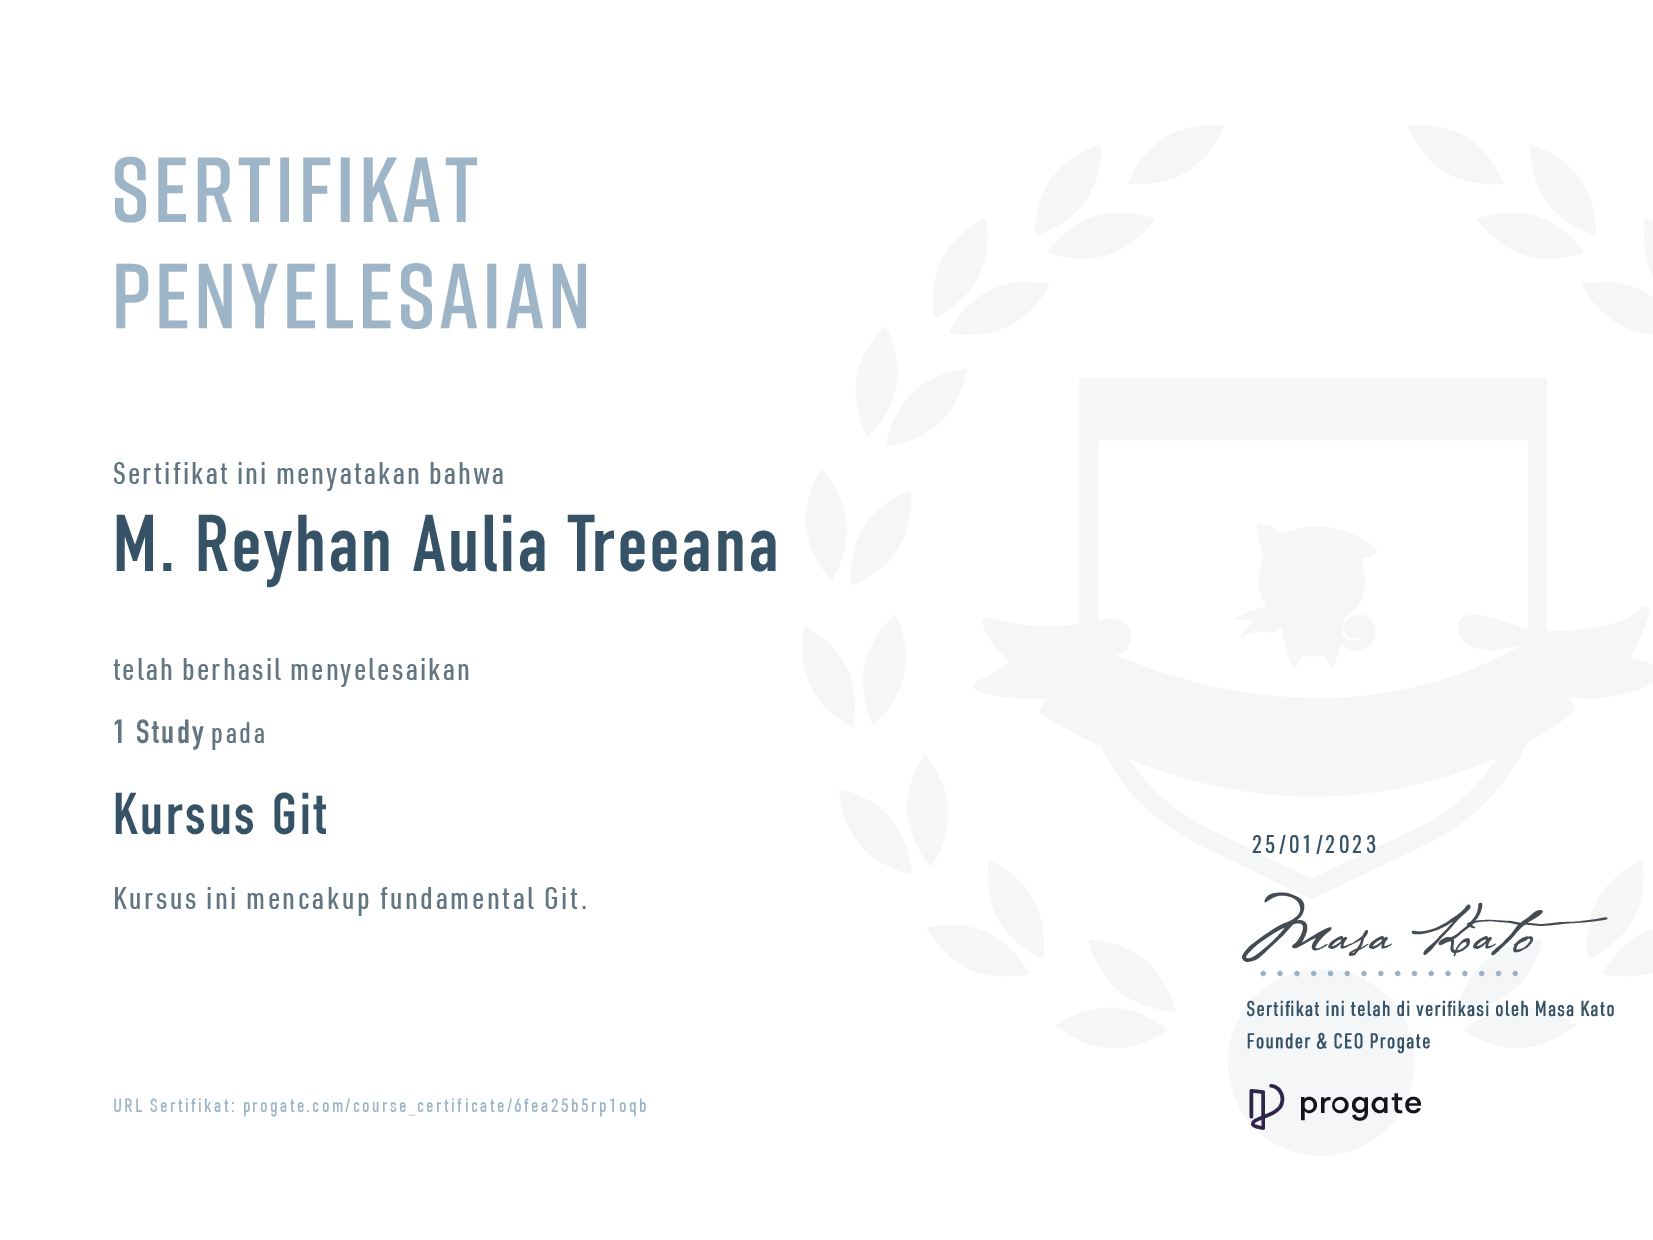 SERTIFIKAT
PENYELESAIAN
Sertifikat ini menyatakan bahwa
M. Reyhan Aulia Treeana
telah berhasil menyelesaikan
1 Study pada
Kursus Git
Kursus ini mencakup fundamental Git.
25/01/2023
Masa Kato
Sertifikat ini telah di verifikasi oleh Masa Kato
Founder & CEO Progate
progate
URL Sertifikat: progate.com/course_certificate/6fea25b5rp1oqb